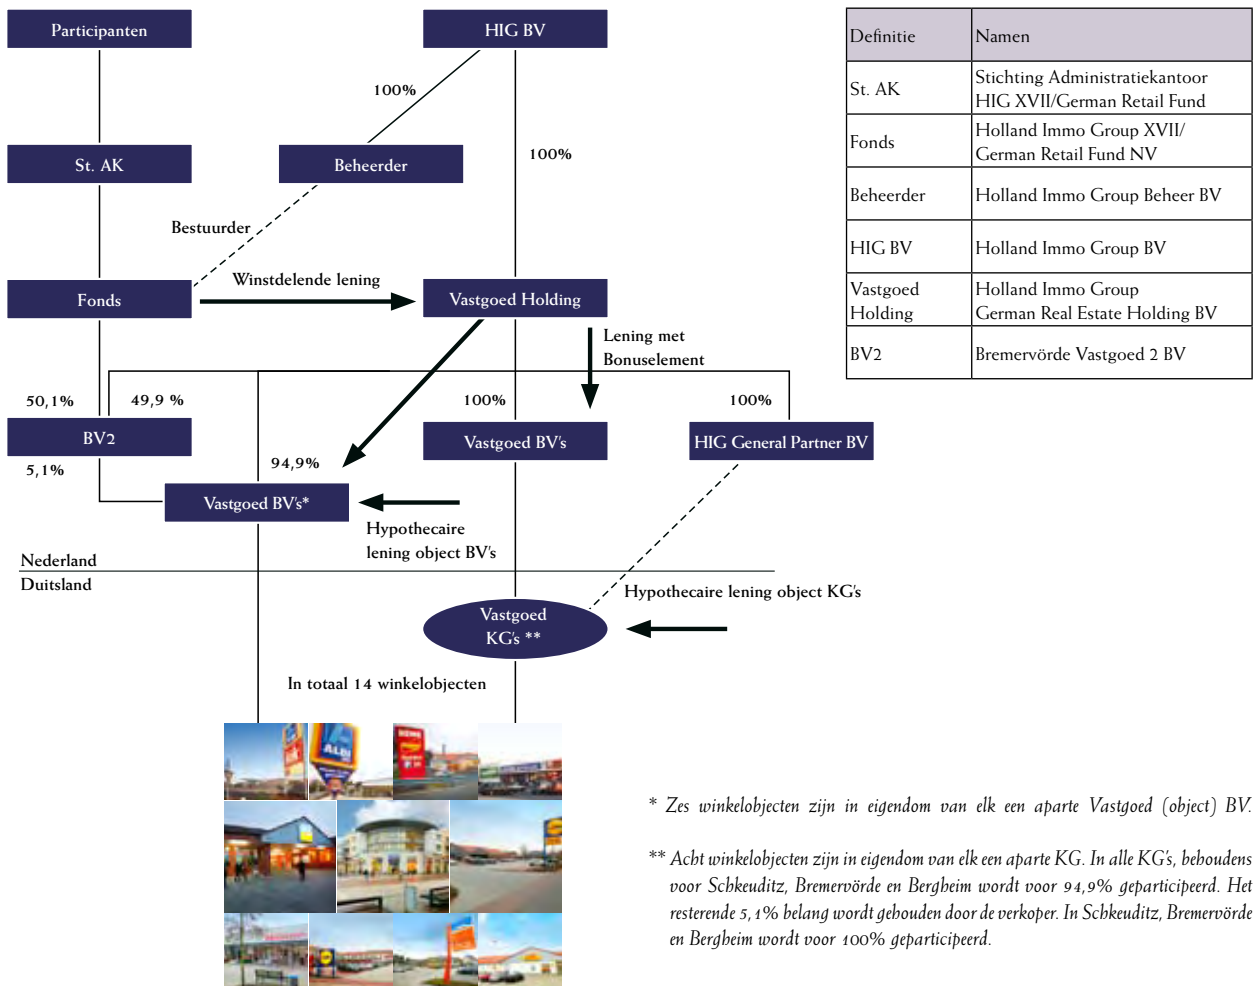 Participanten
HIG BV
100%
St. AK
Beheerder
100%
Bestuurder
Winstdelende lening
Fonds
Vastgoed Holding
Lening met
Bonuselement
50,1%
49,9 %
100%
100%
BV2
Vastgoed BV's
HIG General Partner BV
5,1%
94,9%
Vastgoed BV's*
Hypothecaire
lening object BV's
Nederland
Duitsland
Hypothecaire lening object KG's
Vastgoed
KG's **
In totaal 14 winkelobjecten
Definitie Namen
St. AK Stichting Administratiekantoor
HIG XVII/German Retail Fund
Fonds Holland Immo Group XVII/
German Retail Fund NV
Beheerder Holland Immo Group Beheer BV
HIG BV Holland Immo Group BV
Vastgoed Holland Immo Group
Holding German Real Estate Holding BV
BV2 Bremervörde Vastgoed 2 BV
ALDI
* Zes winkelobjecten zijn in eigendom van elk een aparte Vastgoed (object) BV.
** Acht winkelobjecten zijn in eigendom van elk een aparte KG. In alle KG's, behoudens
voor Schkeuditz, Bremervörde en Bergheim wordt voor 94,9% geparticipeerd. Het
resterende 5,1% belang wordt gehouden door de verkoper. In Schkeuditz, Bremervörde
en Bergheim wordt voor 100% geparticipeerd.